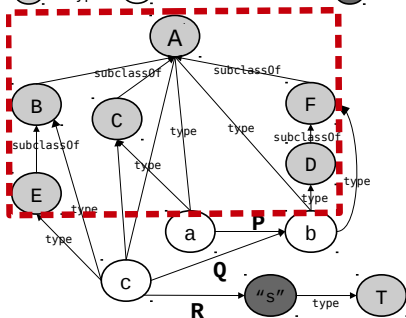 A
subclassOf
subclassOf
B
F
C
type
type
subclassOf
subclassOf
type
D
type
E
type
type
P
a
b
type
Q
c
"s"
T
type
R